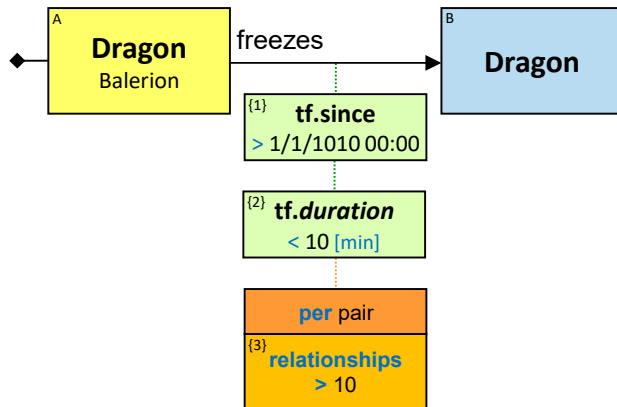 A
Dragon
Balerion
freezes
B
Dragon
{1}
tf.since
> 1/1/1010 00:00
{2}
tf.duration
< 10 [min]
per pair
{3}
relationships
> 10